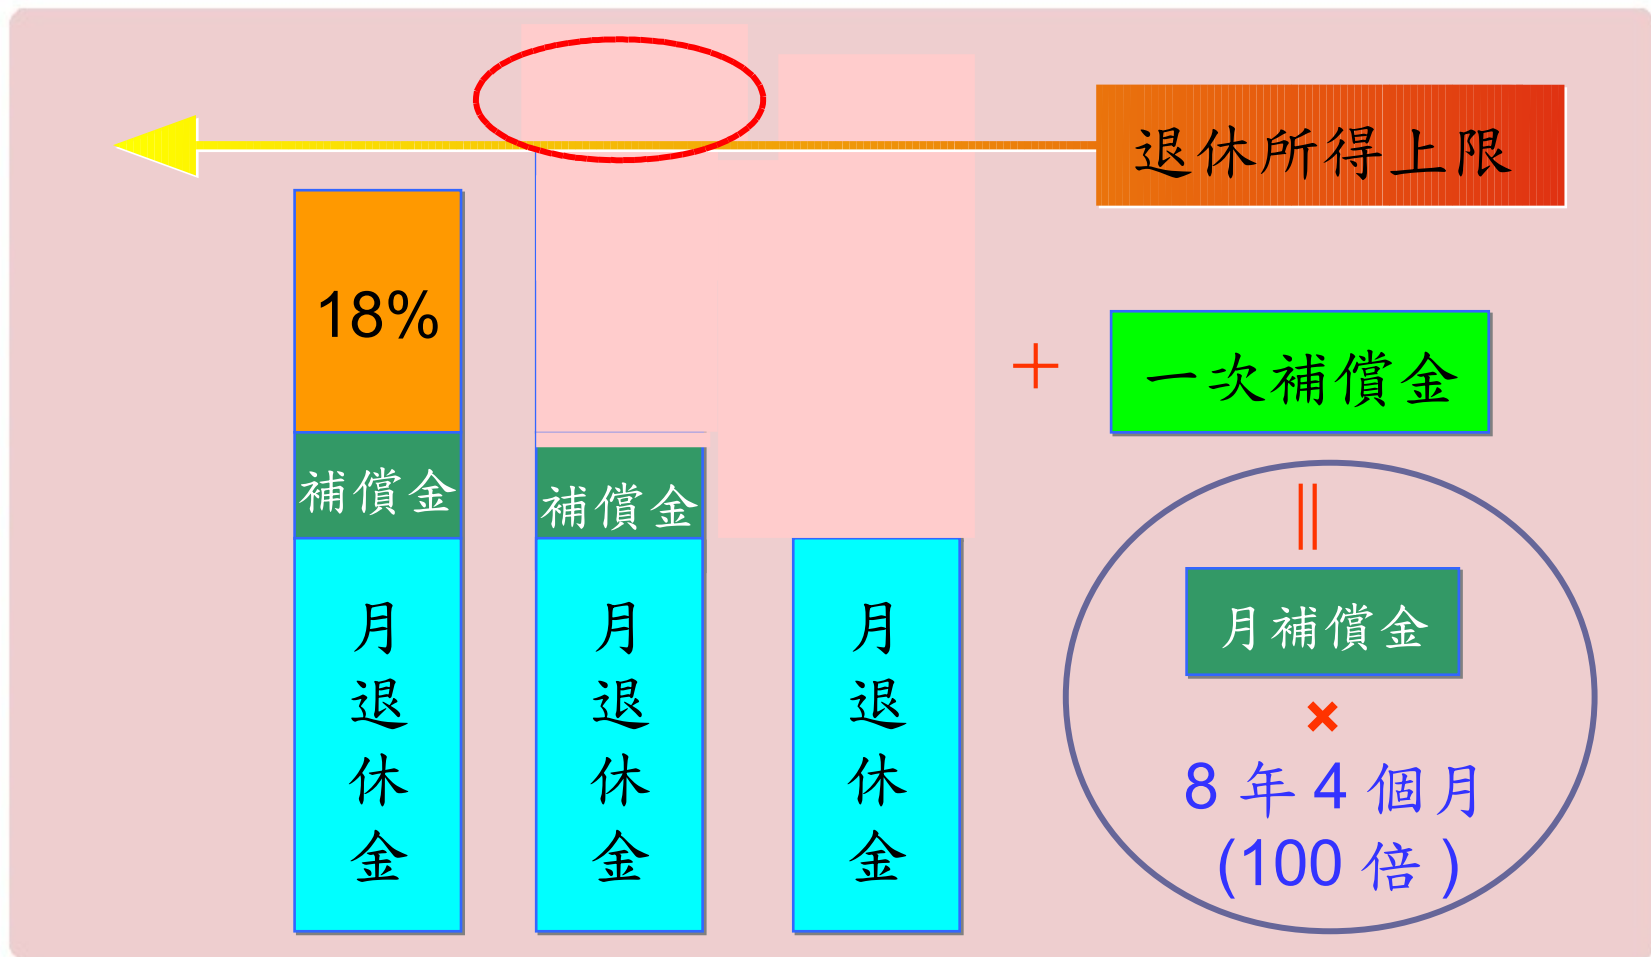 退休所得上限
18%
補償金
月退休金
補償金
月退休金
月退休金
＋
一次補償金
||
月補償金
×
8 年 4 個月
(100 倍 )